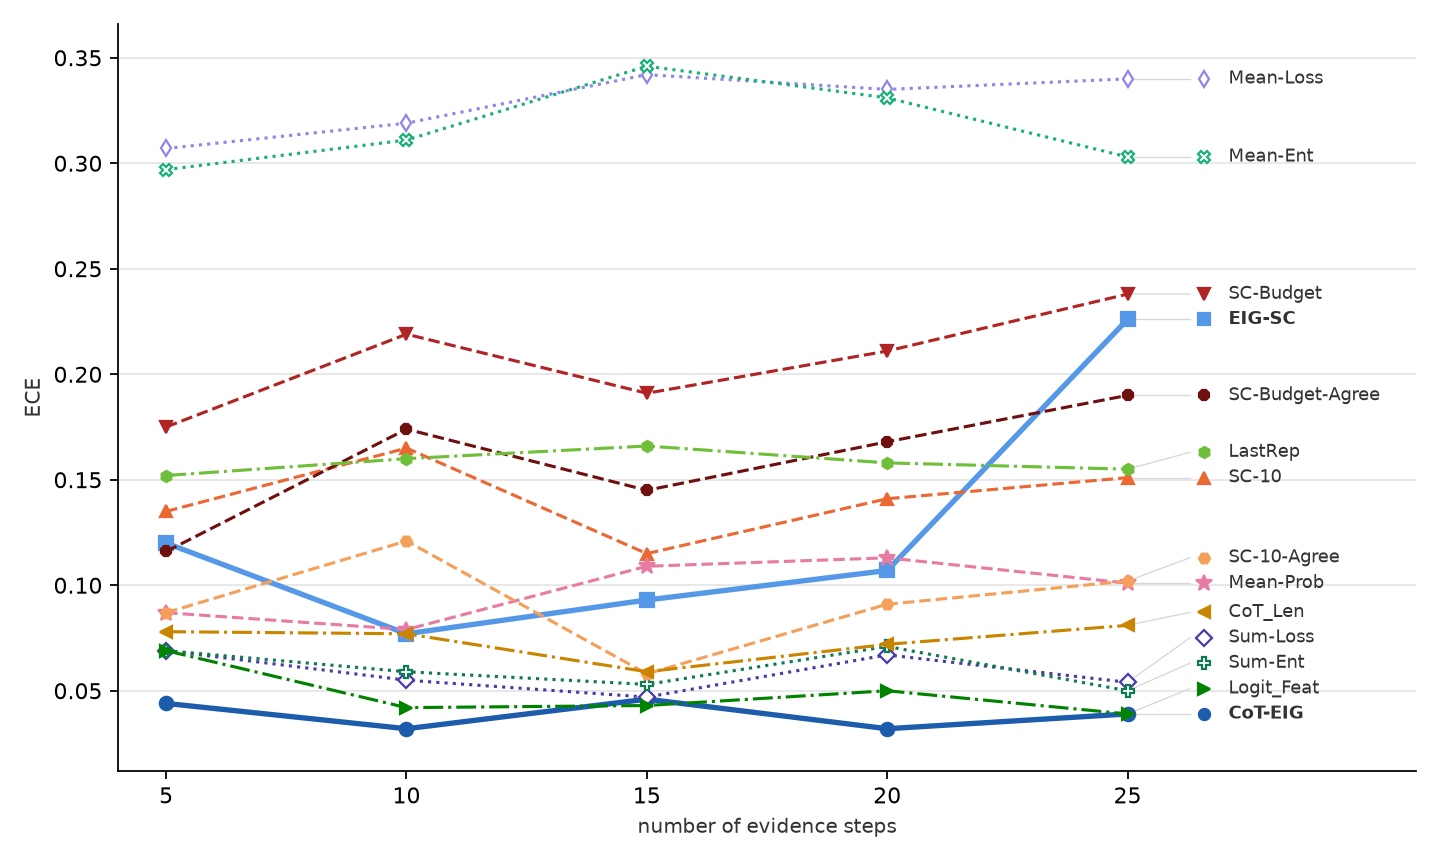 0.35
0.30
0.25
0.20
0.15
0.10
0.05
ECE
5
10
15
20
25
number of evidence steps
Mean-Loss
Mean-Ent
SC-Budget
EIG-SC
SC-Budget-Agree
LastRep
SC-10
SC-10-Agree
Mean-Prob
CoT_Len
Sum-Loss
Sum-Ent
Logit_Feat
CoT-EIG